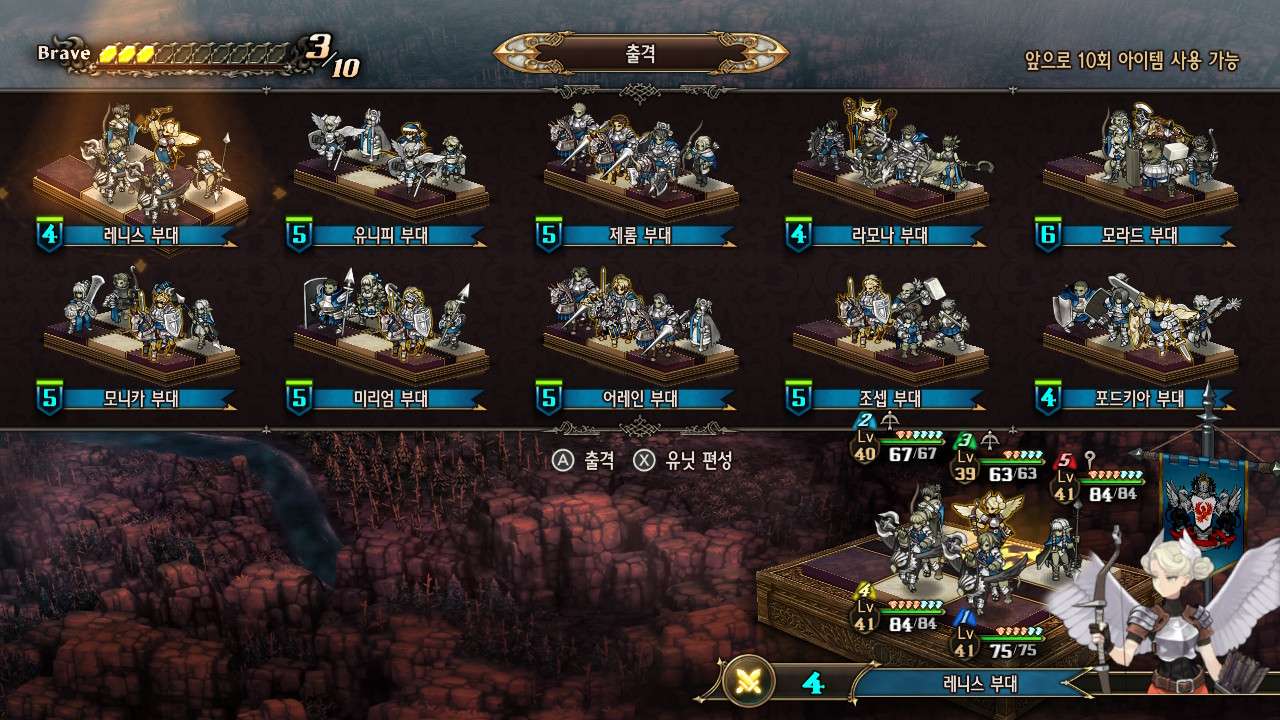 Brave 3/10
출격
앞으로 10회 아이템 사용 가능
4 레니스 부대
5 유니피 부대
5 제롬 부대
4 라모나 부대
6 모라드 부대
5 모니카 부대
5 미리엄 부대
5 어레인 부대
5 조셉 부대
4 포드키아 부대
A 출격 X 유닛 편성
2 Lv 40 67/67
3 Lv 39 63/63
5 Lv 41 84/84
4 Lv 41 84/84
1 Lv 41 75/75
4 레니스 부대